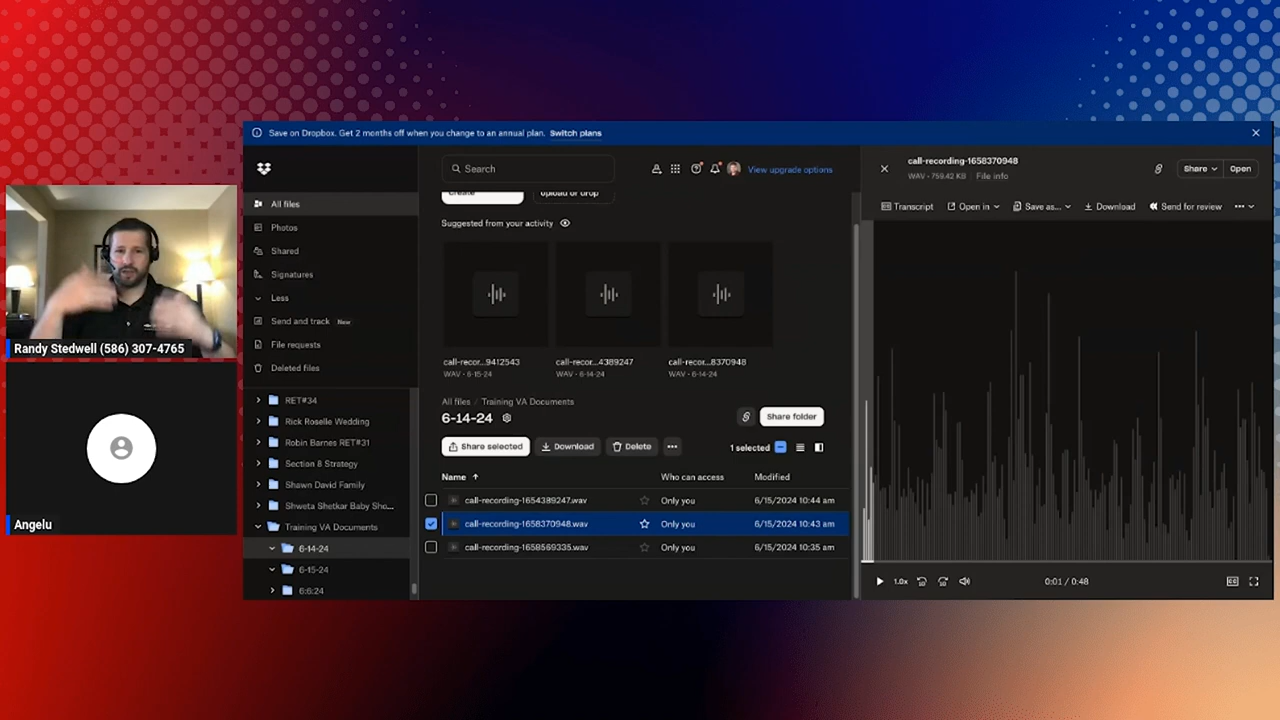 Save on Dropbox. Get 2 months off when you change to an annual plan. Switch plans
Search
View upgrade options
call-recording-1658370948
WAV • 759.42 KB File info
Share
Open
Transcript
Open in
Save as...
Download
Send for review
All files
Photos
Shared
Signatures
Less
Send and track New
File requests
Deleted files
RET#34
Rick Roselle Wedding
Robin Barnes RET#31
Section 8 Strategy
Shawn David Family
Shweta Shetkar Baby Sho...
Training VA Documents
6-14-24
6-15-24
6:6:24
Create
upload or drop
Suggested from your activity
call-recor...9412543
WAV • 6-15-24
call-recor...4389247
WAV • 6-14-24
call-recor...8370948
WAV • 6-14-24
All files / Training VA Documents
6-14-24
Share folder
Share selected
Download
Delete
1 selected
Name
Who can access
Modified
call-recording-1654389247.wav Only you 6/15/2024 10:44 am
call-recording-1658370948.wav Only you 6/15/2024 10:43 am
call-recording-1658569335.wav Only you 6/15/2024 10:35 am
1.0x
0:01 / 0:48
Randy Stedwell (586) 307-4765
Angelu